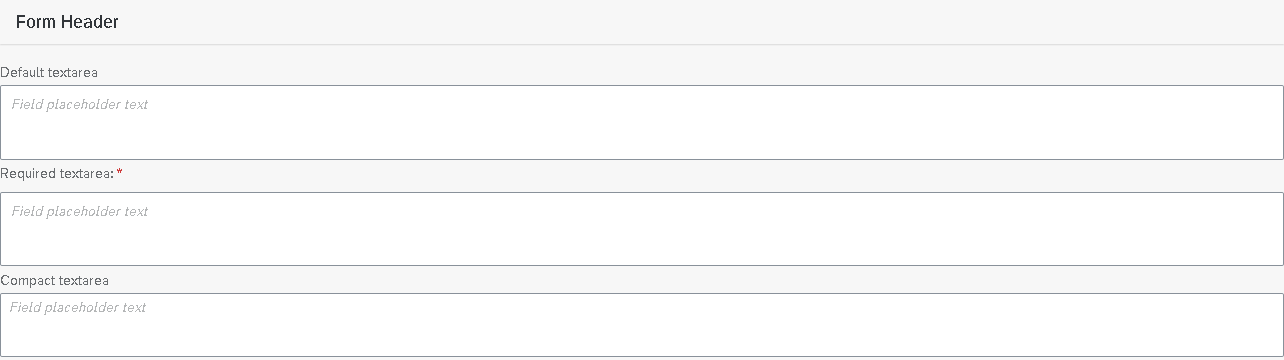 Form Header
Default textarea
Field placeholder text
Required textarea: *
Field placeholder text
Compact textarea
Field placeholder text